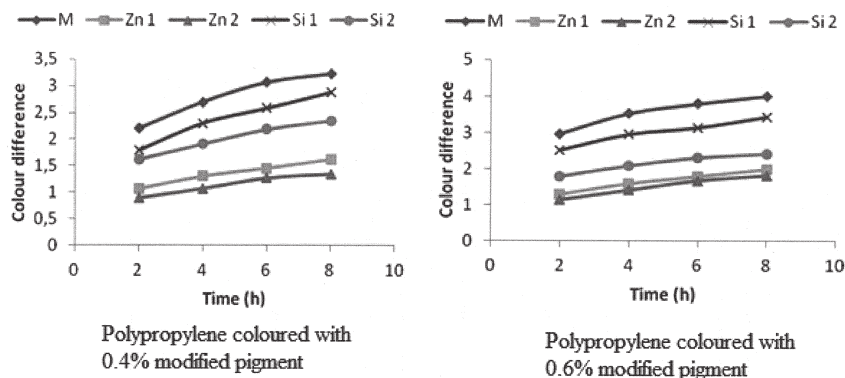 M Zn 1 Zn 2 Si 1 Si 2
3,5
3
2,5
2
1,5
1
0,5
0
Colour difference
0 2 4 6 8 10
Time (h)
Polypropylene coloured with
0.4% modified pigment
M Zn 1 Zn 2 Si 1 Si 2
5
4
3
2
1
0
Colour difference
0 2 4 6 8 10
Time (h)
Polypropylene coloured with
0.6% modified pigment